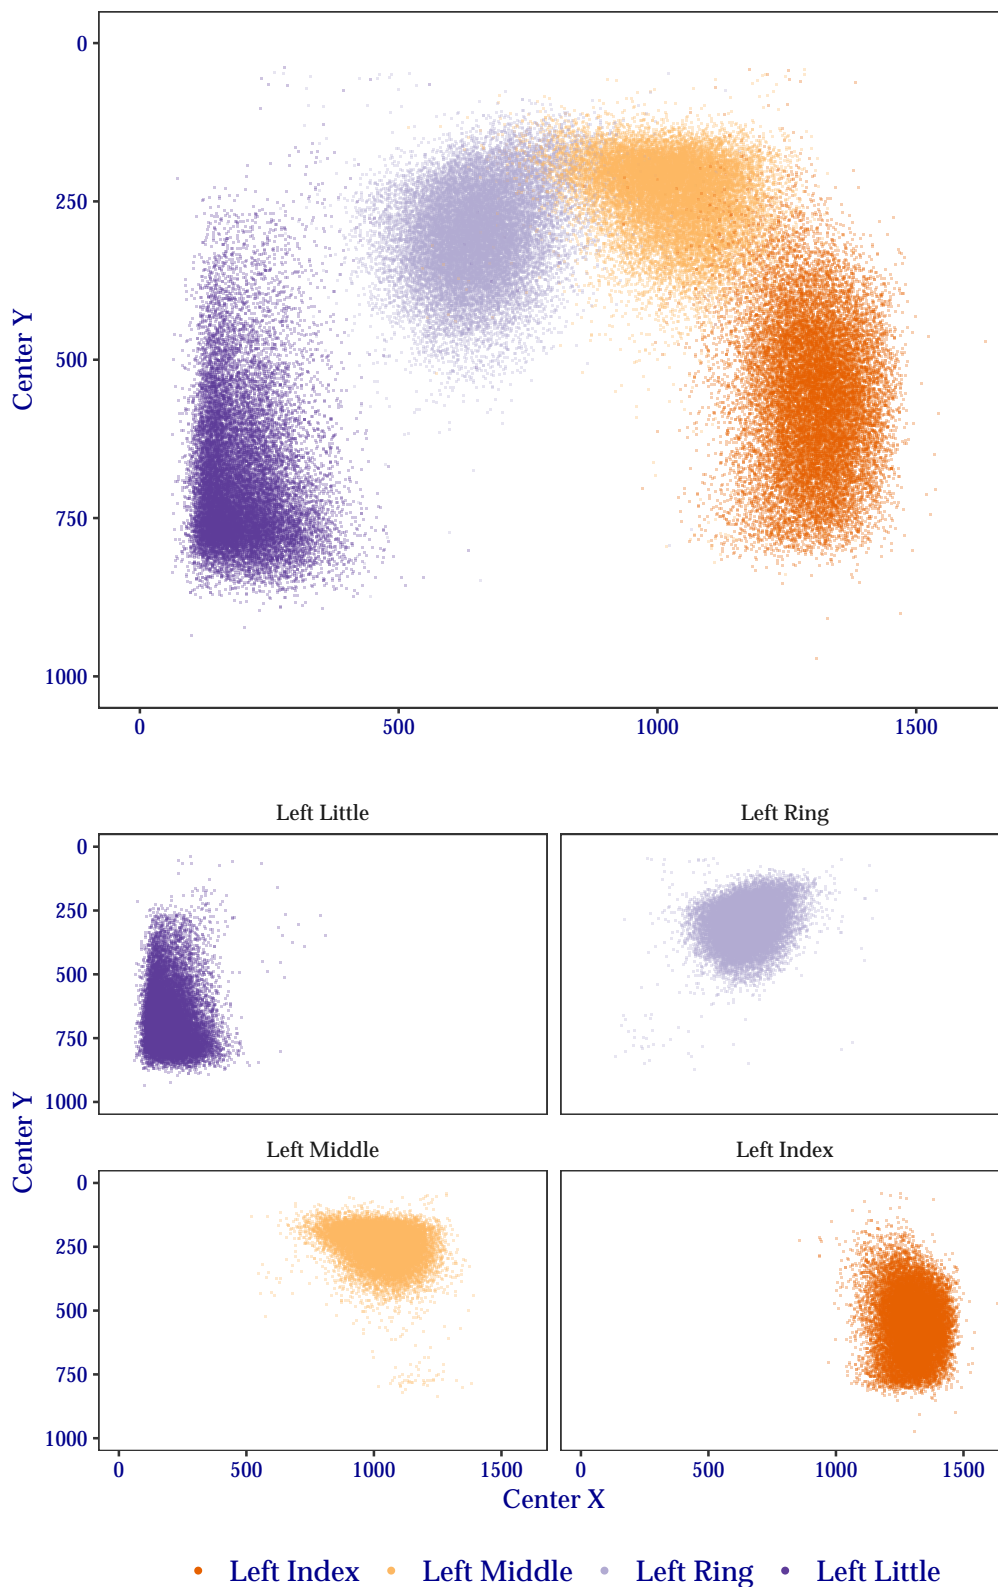 0
250
500
750
1000
Center Y
0 500 1000 1500
Left Little Left Ring
0
250
500
750
1000
Center Y
Left Middle Left Index
0
250
500
750
1000
0 500 1000 1500 0 500 1000 1500
Center X
Left Index Left Middle Left Ring Left Little